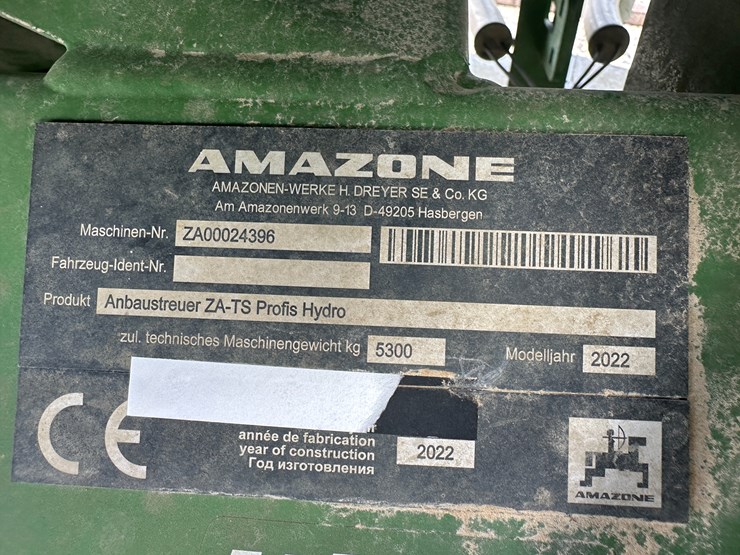 AMAZONE
AMAZONEN-WERKE H. DREYER SE & Co. KG
Am Amazonenwerk 9-13 D-49205 Hasbergen
Maschinen-Nr. ZA00024396
Fahrzeug-Ident-Nr.
Produkt Anbaustreuer ZA-TS Profis Hydro
zul. technisches Maschinengewicht kg 5300 Modelljahr 2022
CE
année de fabrication
year of construction 2022
Год изготовления
AMAZONE